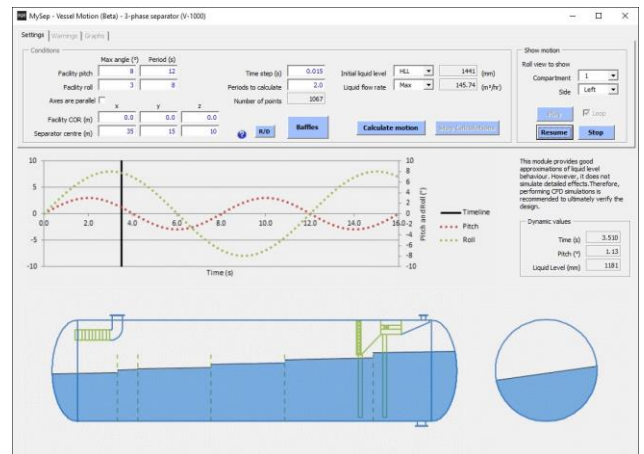 MySep - Vessel Motion (Beta) - 3-phase separator (V-1000)
Settings Warnings Graphs
Conditions
Max angle (°) Period (s)
Facility pitch 8 12
Facility roll 3 8
Axes are parallel
x y z
Facility COR (m) 0.0 0.0 0.0
Separator centre (m) 35 15 10
Time step (s) 0.015
Periods to calculate 2.0
Number of points 1067
R/D
Baffles
Initial liquid level HLL 1441 (mm)
Liquid flow rate Max 145.74 (m³/hr)
Calculate motion
Show motion
Roll view to show
Compartment 1
Side Left
Loop
Resume Stop
10
5
0
-5
-10
0.0 2.0 4.0 6.0 8.0 10.0 12.0 14.0 16.0
Time (s)
10
8
6
4
2
0
-2
-4
-6
-8
-10
Pitch and Roll (°)
Timeline
Pitch
Roll
This module provides good
approximations of liquid level
behaviour. However, it does not
simulate detailed effects.Therefore,
performing CFD simulations is
recommended to ultimately verify the
design.
Dynamic values
Time (s) 3.510
Pitch (°) 1.13
Liquid Level (mm) 1181